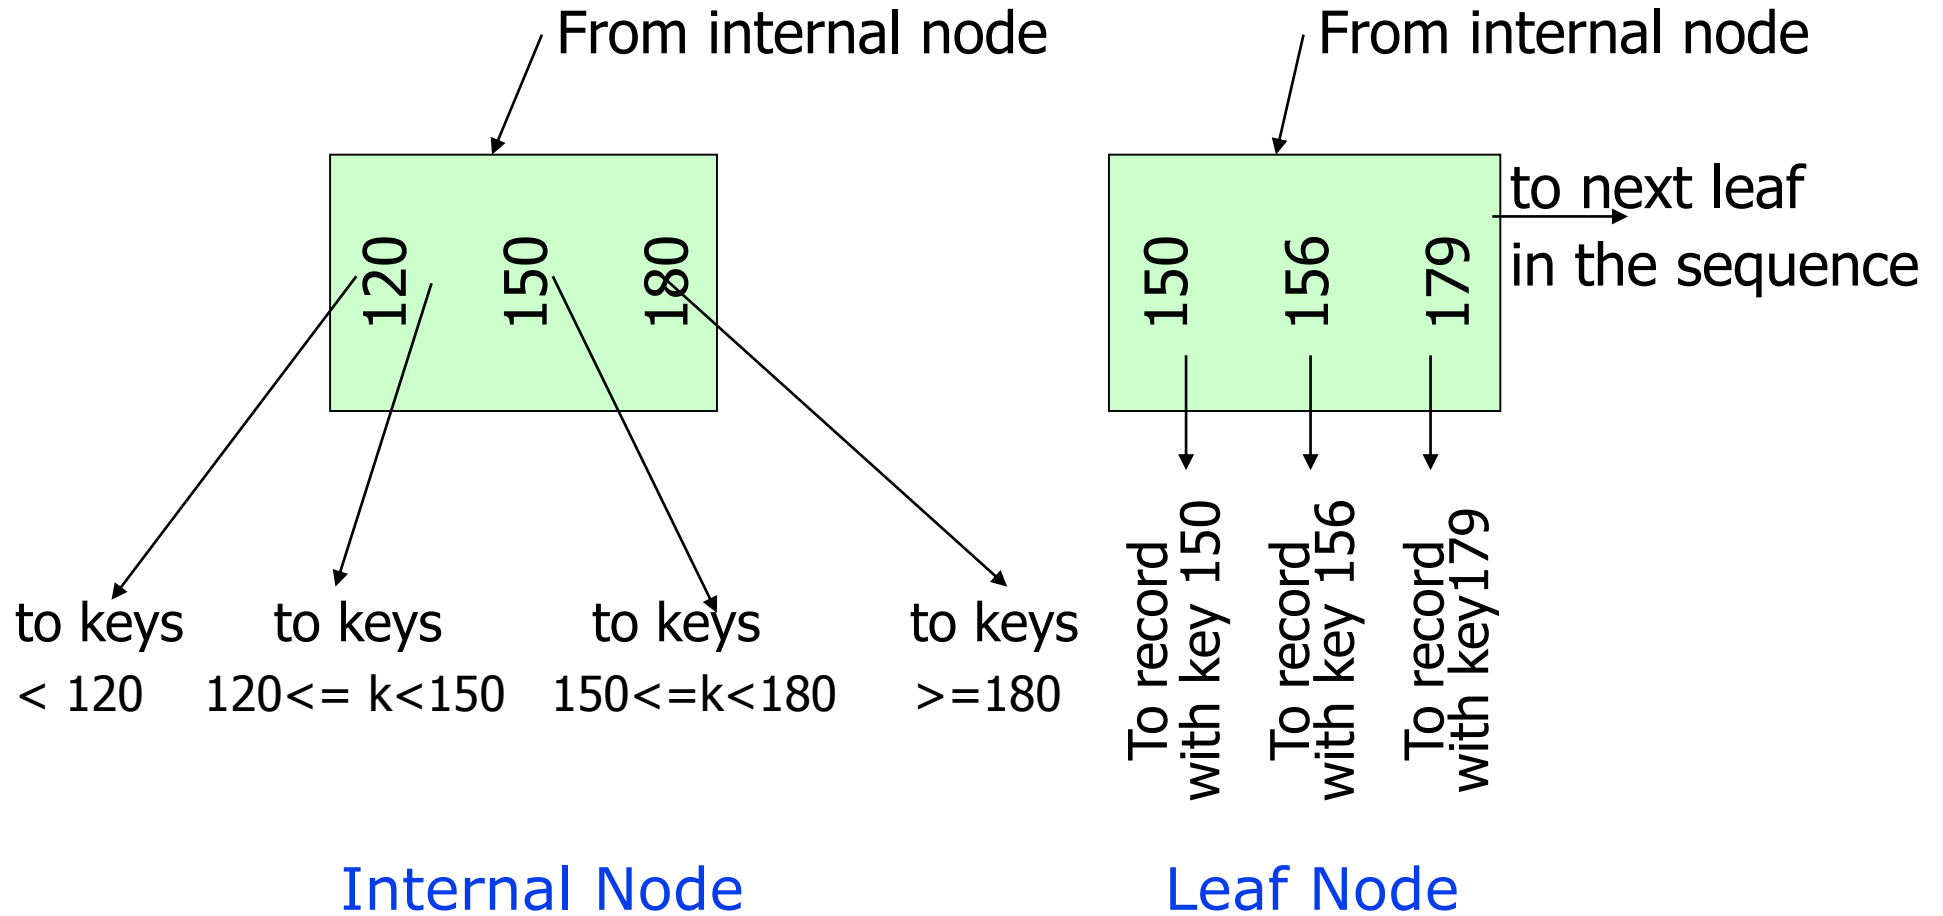 From internal node
120
150
180
to keys
< 120
to keys
120<= k<150
to keys
150<=k<180
to keys
>=180
Internal Node
From internal node
150
156
179
to next leaf
in the sequence
To record
with key 150
To record
with key 156
To record
with key179
Leaf Node